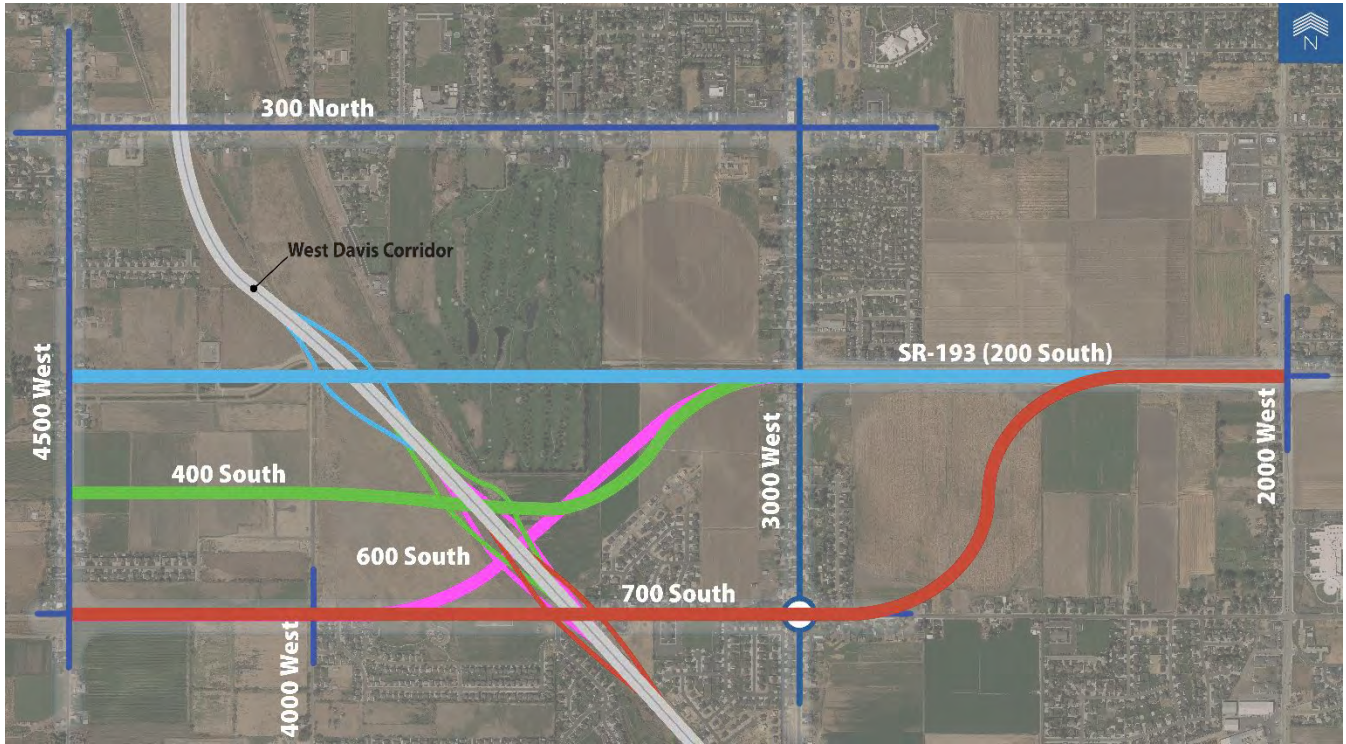 N
300 North
West Davis Corridor
SR-193 (200 South)
4500 West
2000 West
400 South
3000 West
600 South
700 South
4000 West